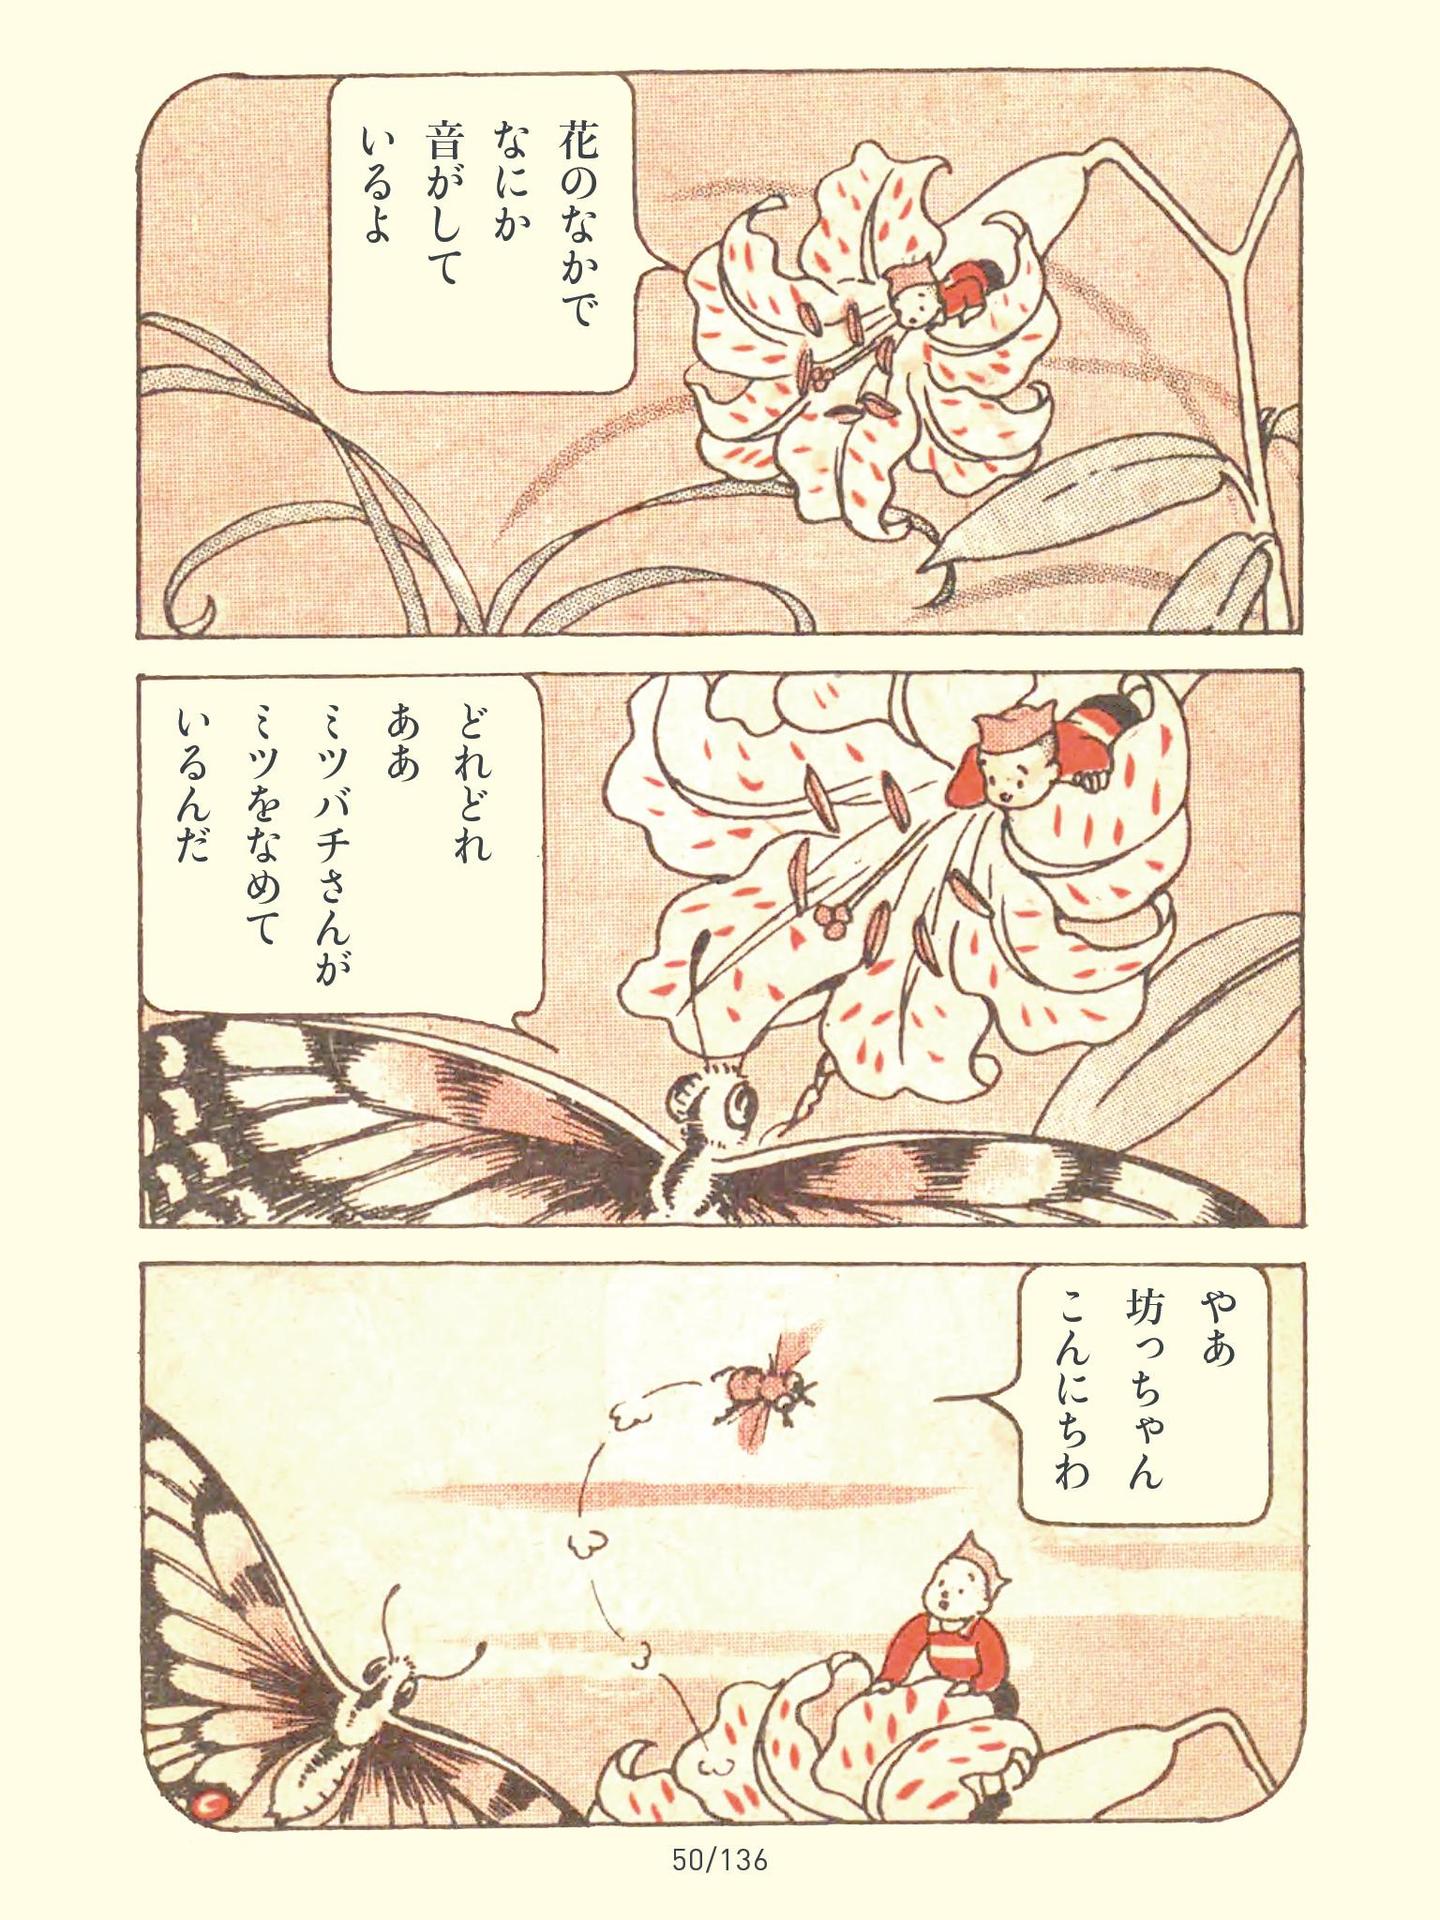 花のなかで
なにか
音がして
いるよ
どれどれ
ああ
ミツバチさんが
ミツをなめて
いるんだ
やあ
坊っちゃん
こんにちわ
50/136